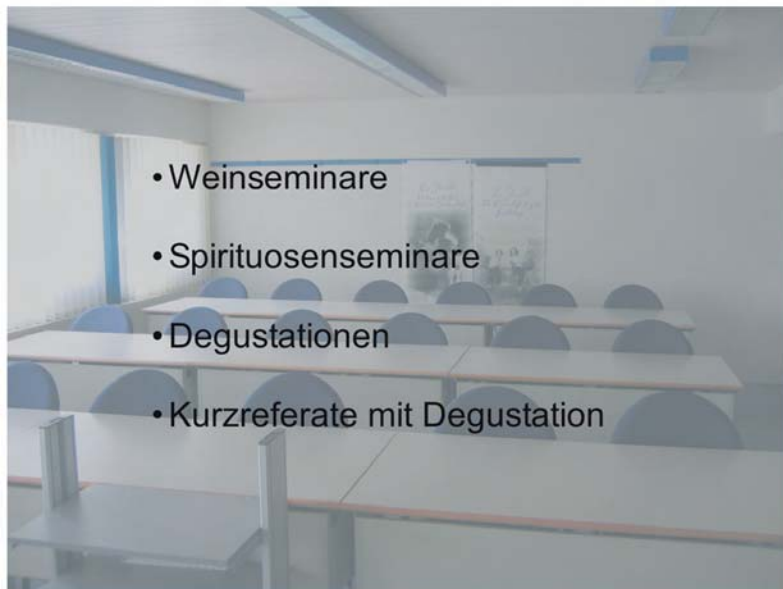 • Weinseminare
• Spirituosenseminare
• Degustationen
• Kurzreferate mit Degustation